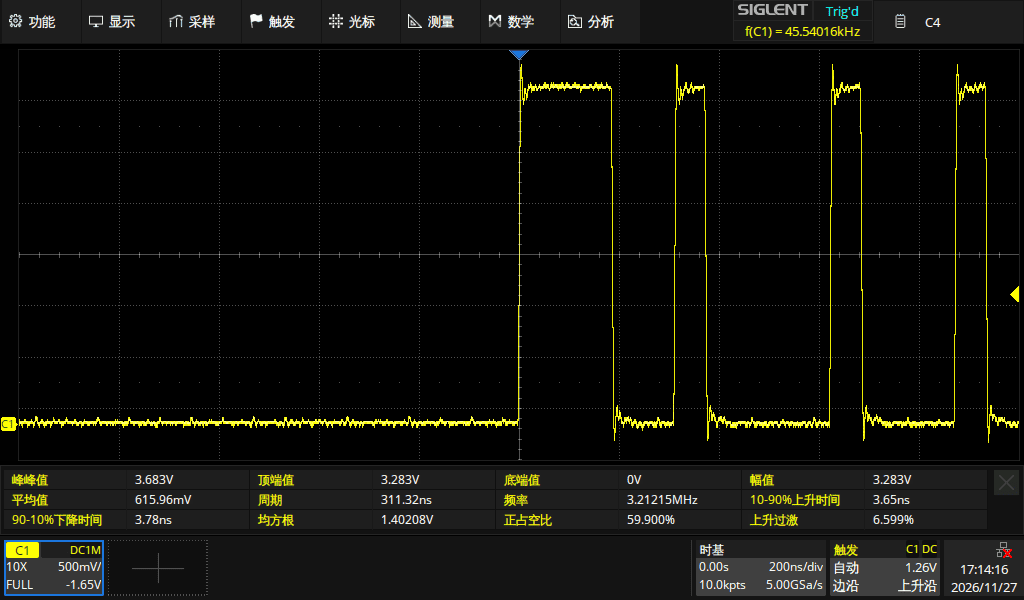 功能 显示 采样 触发 光标 测量 数学 分析 SIGLENT Trig'd C4
f(C1) = 45.54016kHz
C1
峰峰值 3.683V 顶端值 3.283V 底端值 0V 幅值 3.283V
平均值 615.96mV 周期 311.32ns 频率 3.21215MHz 10-90%上升时间 3.65ns
90-10%下降时间 3.78ns 均方根 1.40208V 正占空比 59.900% 上升过激 6.599%
C1 DC1M 时基 触发 C1 DC
10X 500mV/ 0.00s 200ns/div 自动 1.26V 17:14:16
FULL -1.65V 10.0kpts 5.00GSa/s 边沿 上升沿 2026/11/27